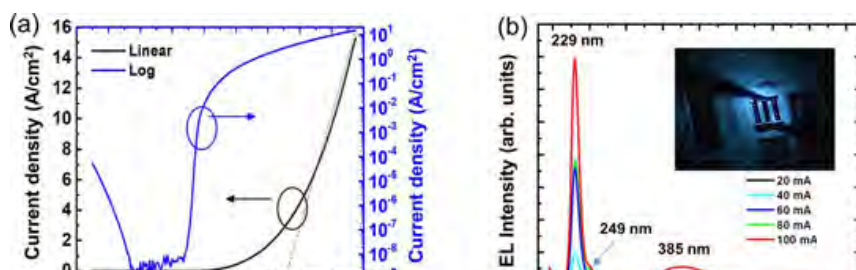 (a)
Current density (A/cm²)
16
14
12
10
8
6
4
2
0
Linear
Log
10¹
10⁰
10⁻¹
10⁻²
10⁻³
10⁻⁴
10⁻⁵
10⁻⁶
10⁻⁷
10⁻⁸
Current density (A/cm²)
(b)
EL Intensity (arb. units)
229 nm
249 nm
385 nm
20 mA
40 mA
60 mA
80 mA
100 mA